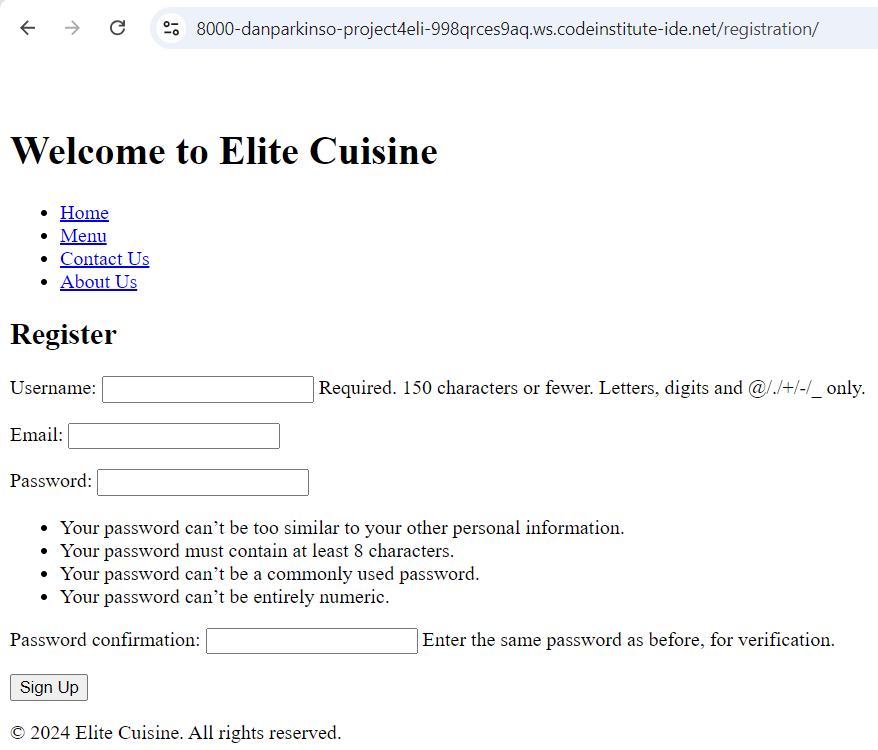 8000-danparkinso-project4eli-998qrces9aq.ws.codeinstitute-ide.net/registration/
Welcome to Elite Cuisine
Home
Menu
Contact Us
About Us
Register
Username: Required. 150 characters or fewer. Letters, digits and @/./+/-/_ only.
Email:
Password:
Your password can’t be too similar to your other personal information.
Your password must contain at least 8 characters.
Your password can’t be a commonly used password.
Your password can’t be entirely numeric.
Password confirmation: Enter the same password as before, for verification.
Sign Up
© 2024 Elite Cuisine. All rights reserved.